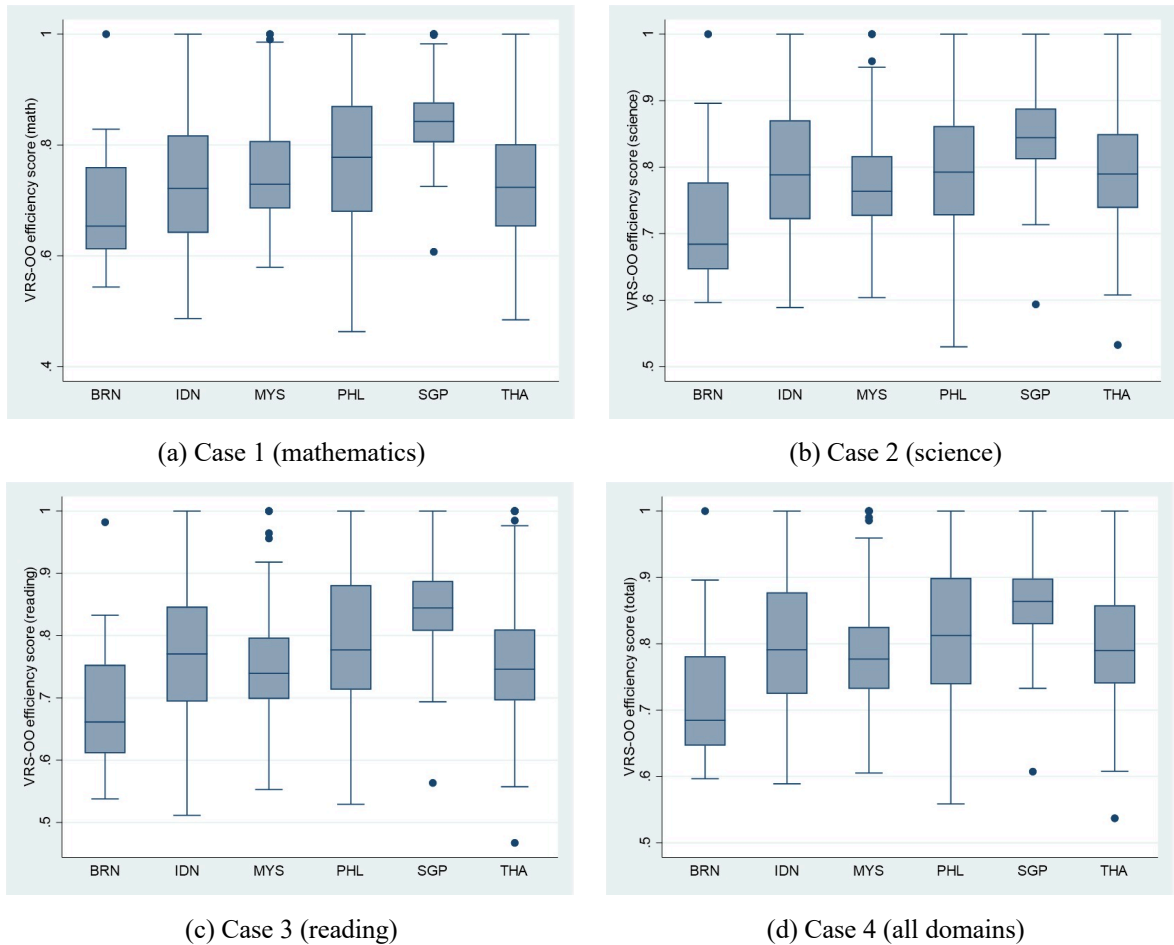 VRS-OO efficiency score (math)
1
.8
.6
.4
BRN IDN MYS PHL SGP THA
(a) Case 1 (mathematics)
VRS-OO efficiency score (science)
1
.9
.8
.7
.6
.5
BRN IDN MYS PHL SGP THA
(b) Case 2 (science)
VRS-OO efficiency score (reading)
1
.9
.8
.7
.6
.5
BRN IDN MYS PHL SGP THA
(c) Case 3 (reading)
VRS-OO efficiency score (total)
1
.9
.8
.7
.6
.5
BRN IDN MYS PHL SGP THA
(d) Case 4 (all domains)